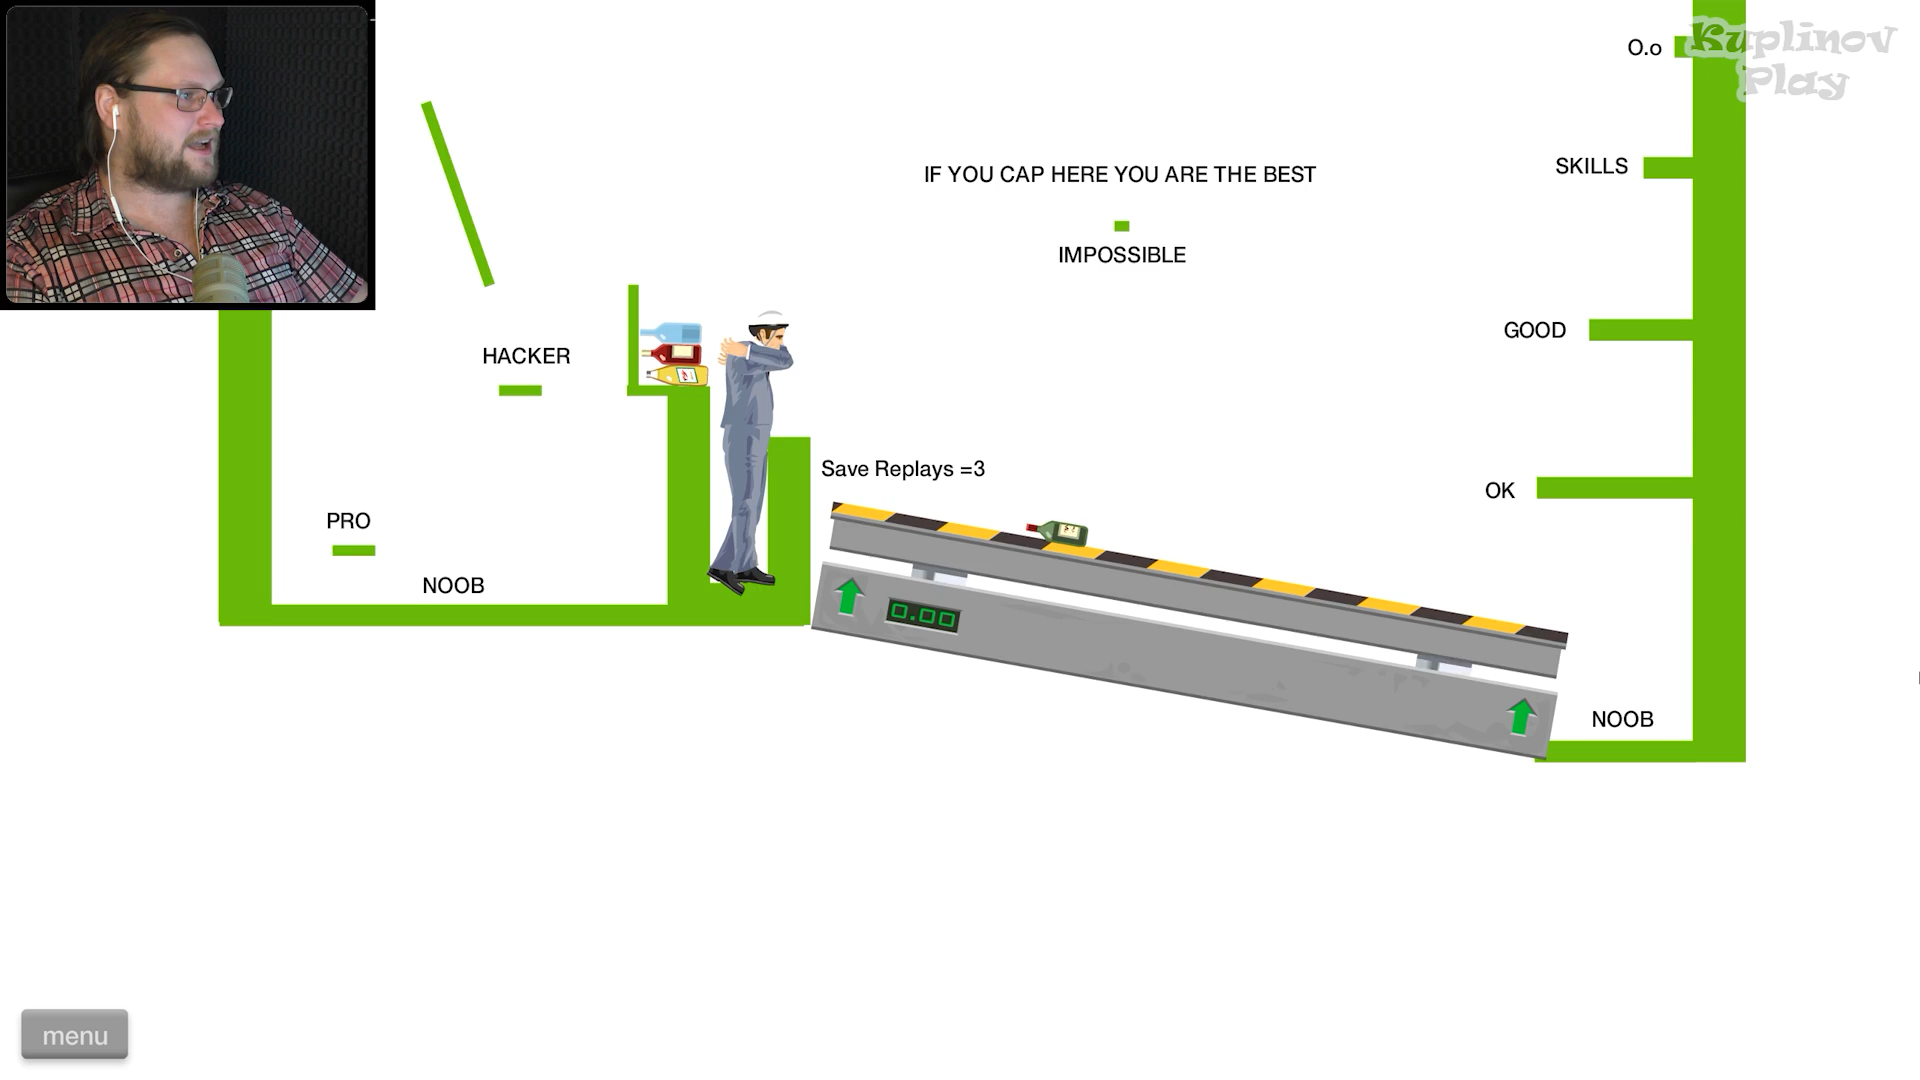 O.o
Kuplinov
Play
SKILLS
IF YOU CAP HERE YOU ARE THE BEST
IMPOSSIBLE
GOOD
HACKER
Save Replays =3
OK
PRO
NOOB
0.00
NOOB
menu